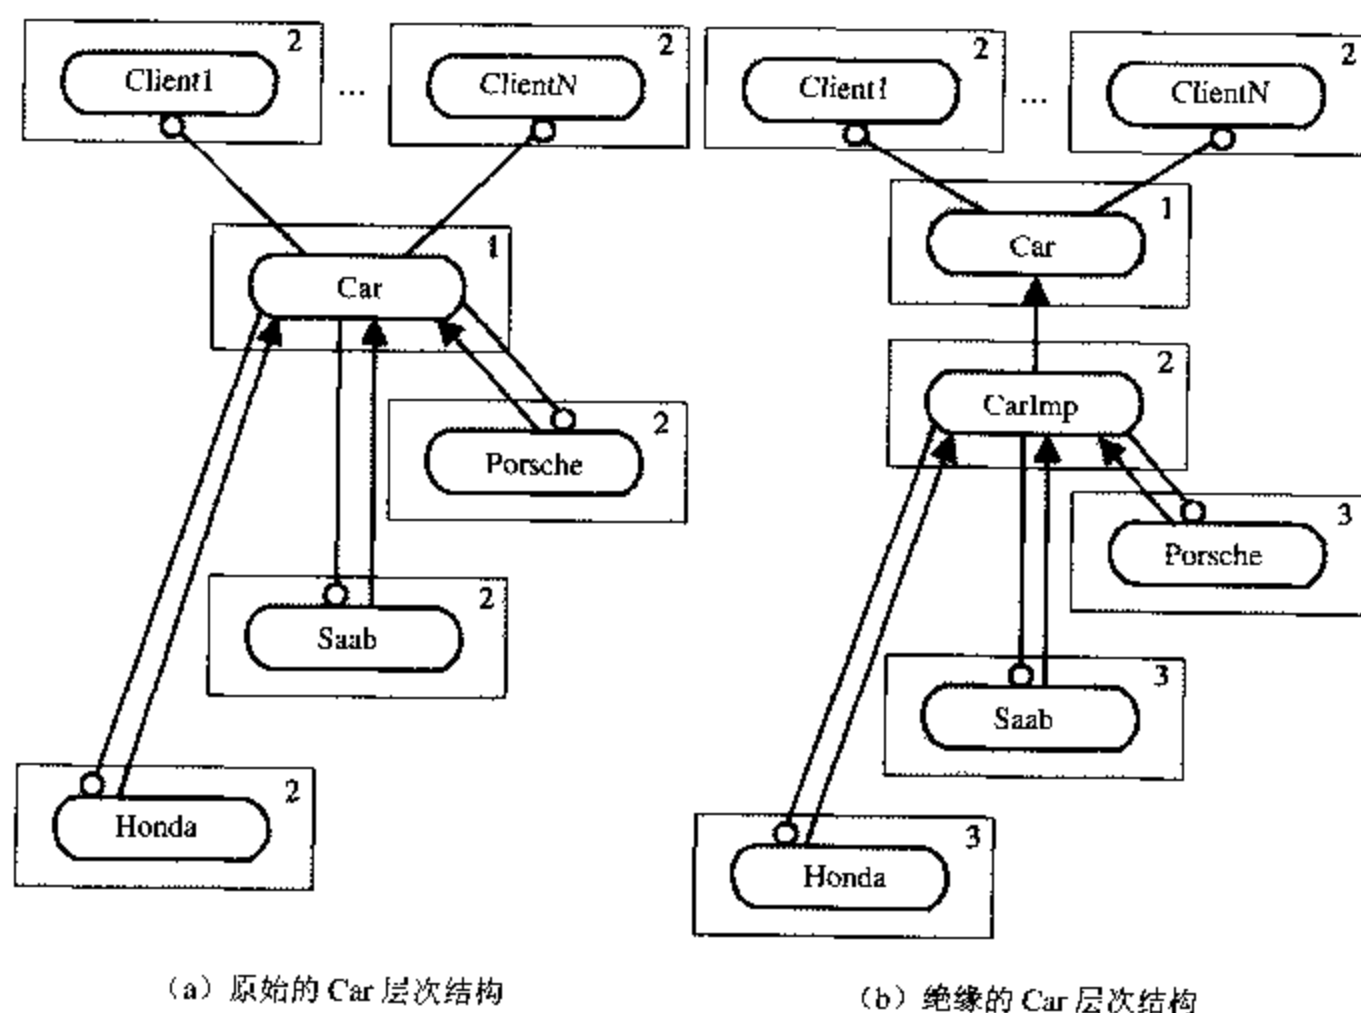 2
Client1
...
2
ClientN
1
Car
2
Porsche
2
Saab
2
Honda
(a) 原始的 Car 层次结构
2
Client1
...
2
ClientN
1
Car
2
CarImp
3
Porsche
3
Saab
3
Honda
(b) 绝缘的 Car 层次结构